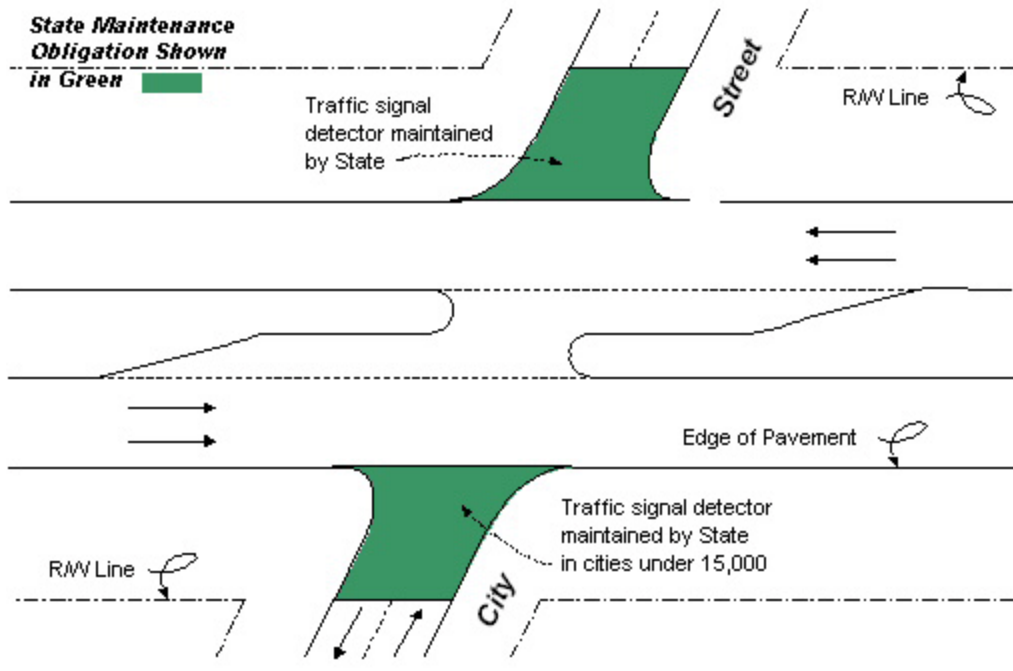 State Maintenance
Obligation Shown
in Green
Traffic signal
detector maintained
by State
Street
R/W Line
Edge of Pavement
Traffic signal detector
maintained by State
in cities under 15,000
R/W Line
City